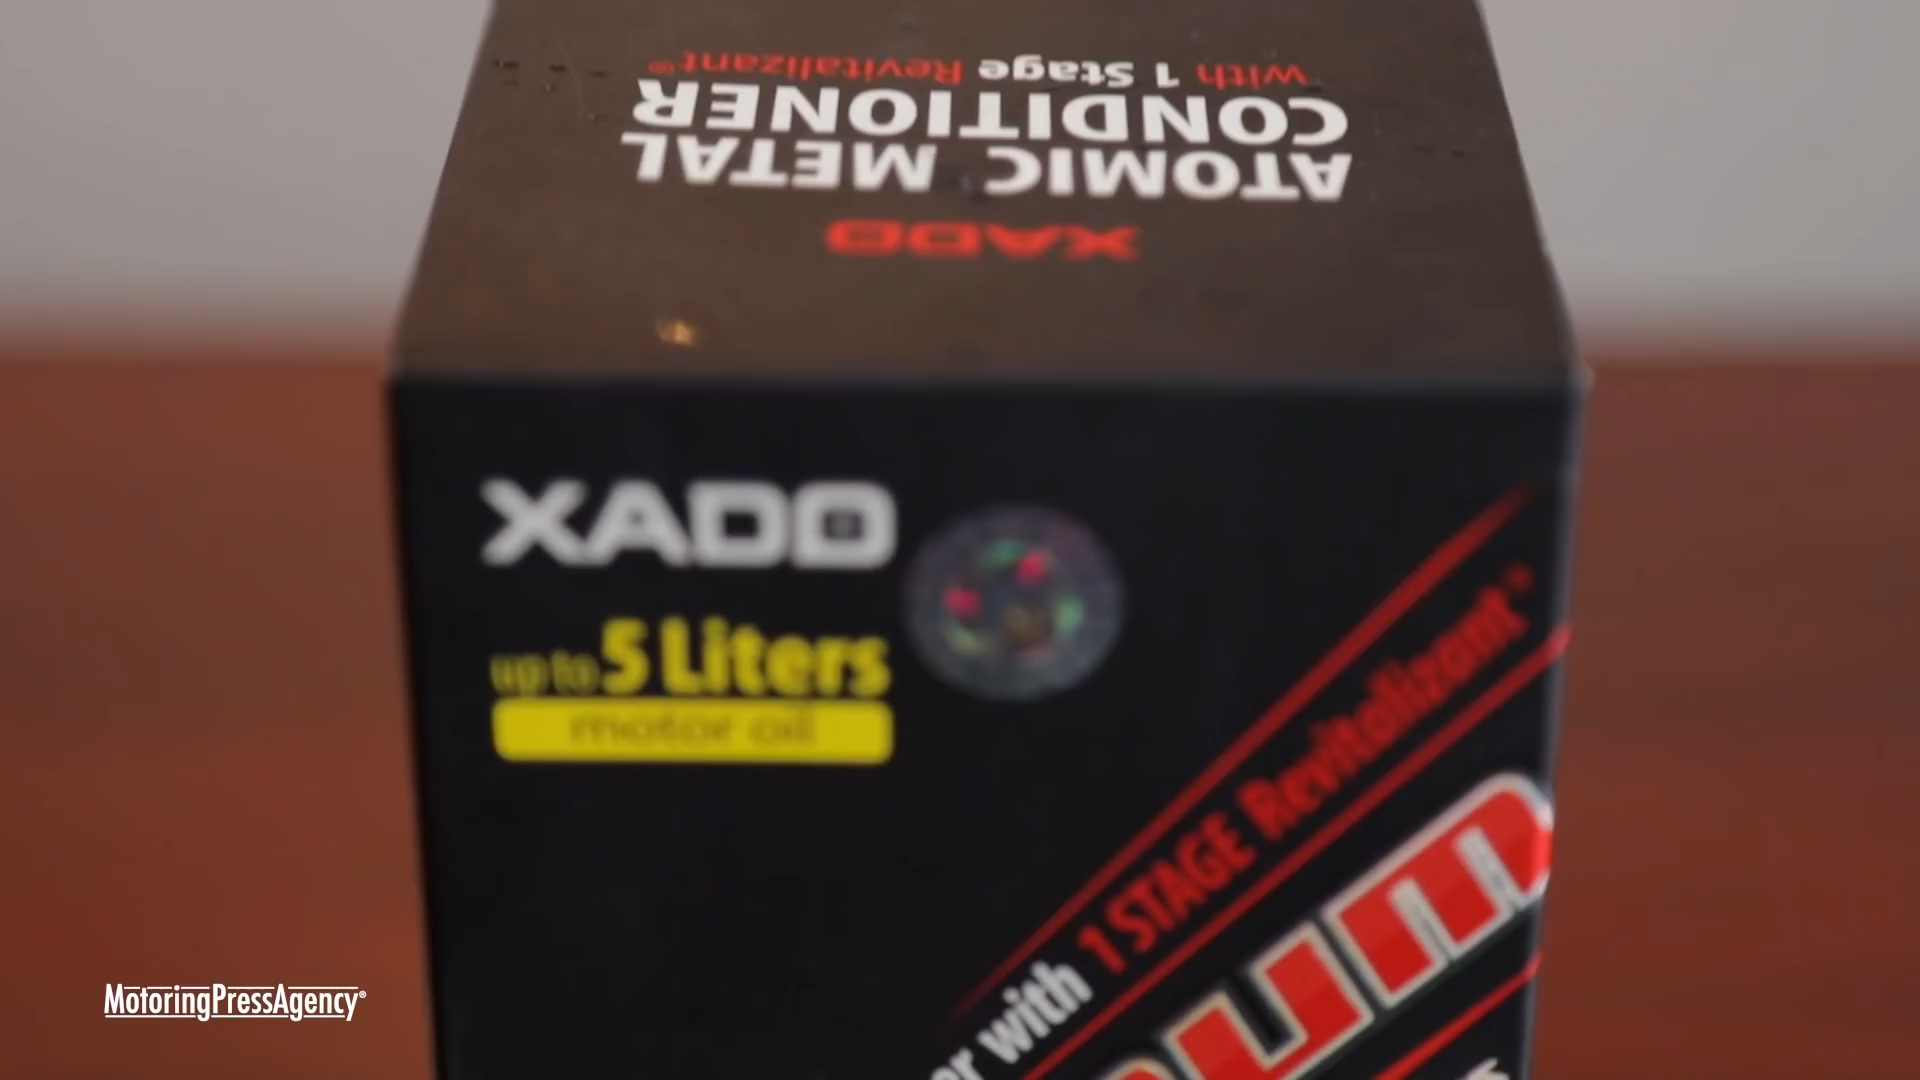 XADO
ATOMIC METAL
CONDITIONER
with 1 Stage Revitalizant®
XADO
up to 5 Liters
motor oil
with 1 STAGE Revitalizant®
MotoringPressAgency®